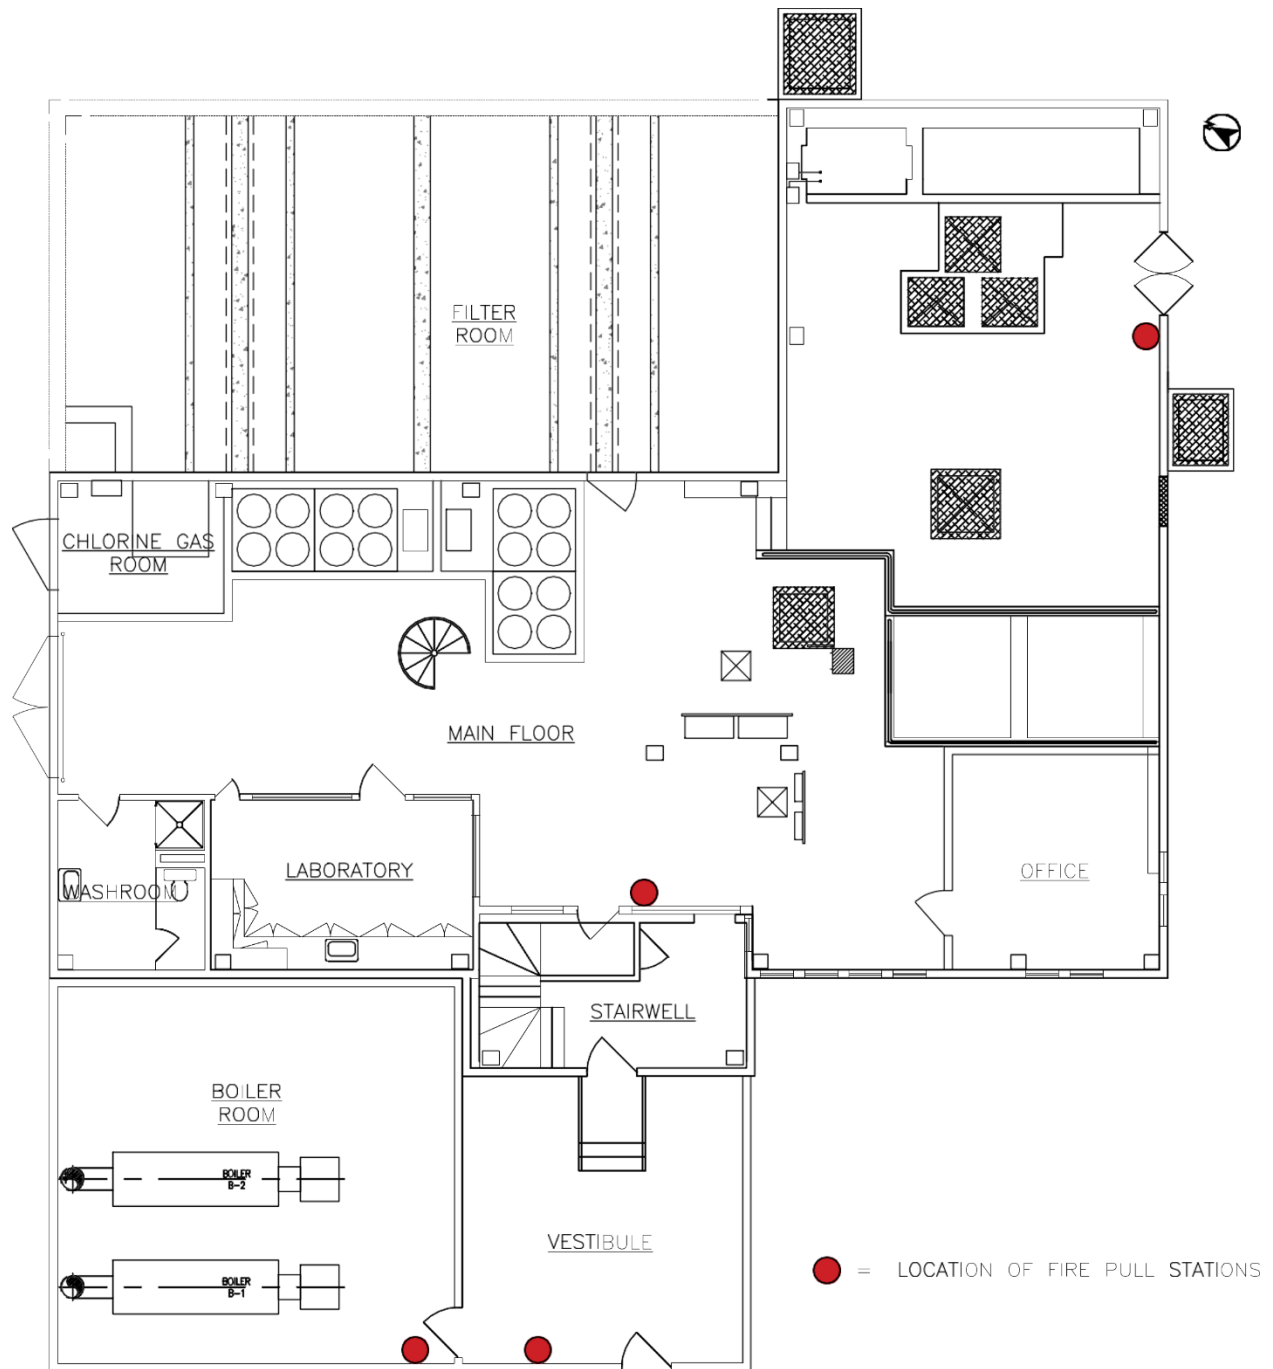 FILTER
ROOM
CHLORINE GAS
ROOM
MAIN FLOOR
LABORATORY
WASHROOM
OFFICE
STAIRWELL
BOILER
ROOM
BOILER
B-2
VESTIBULE
BOILER
B-1
= LOCATION OF FIRE PULL STATIONS